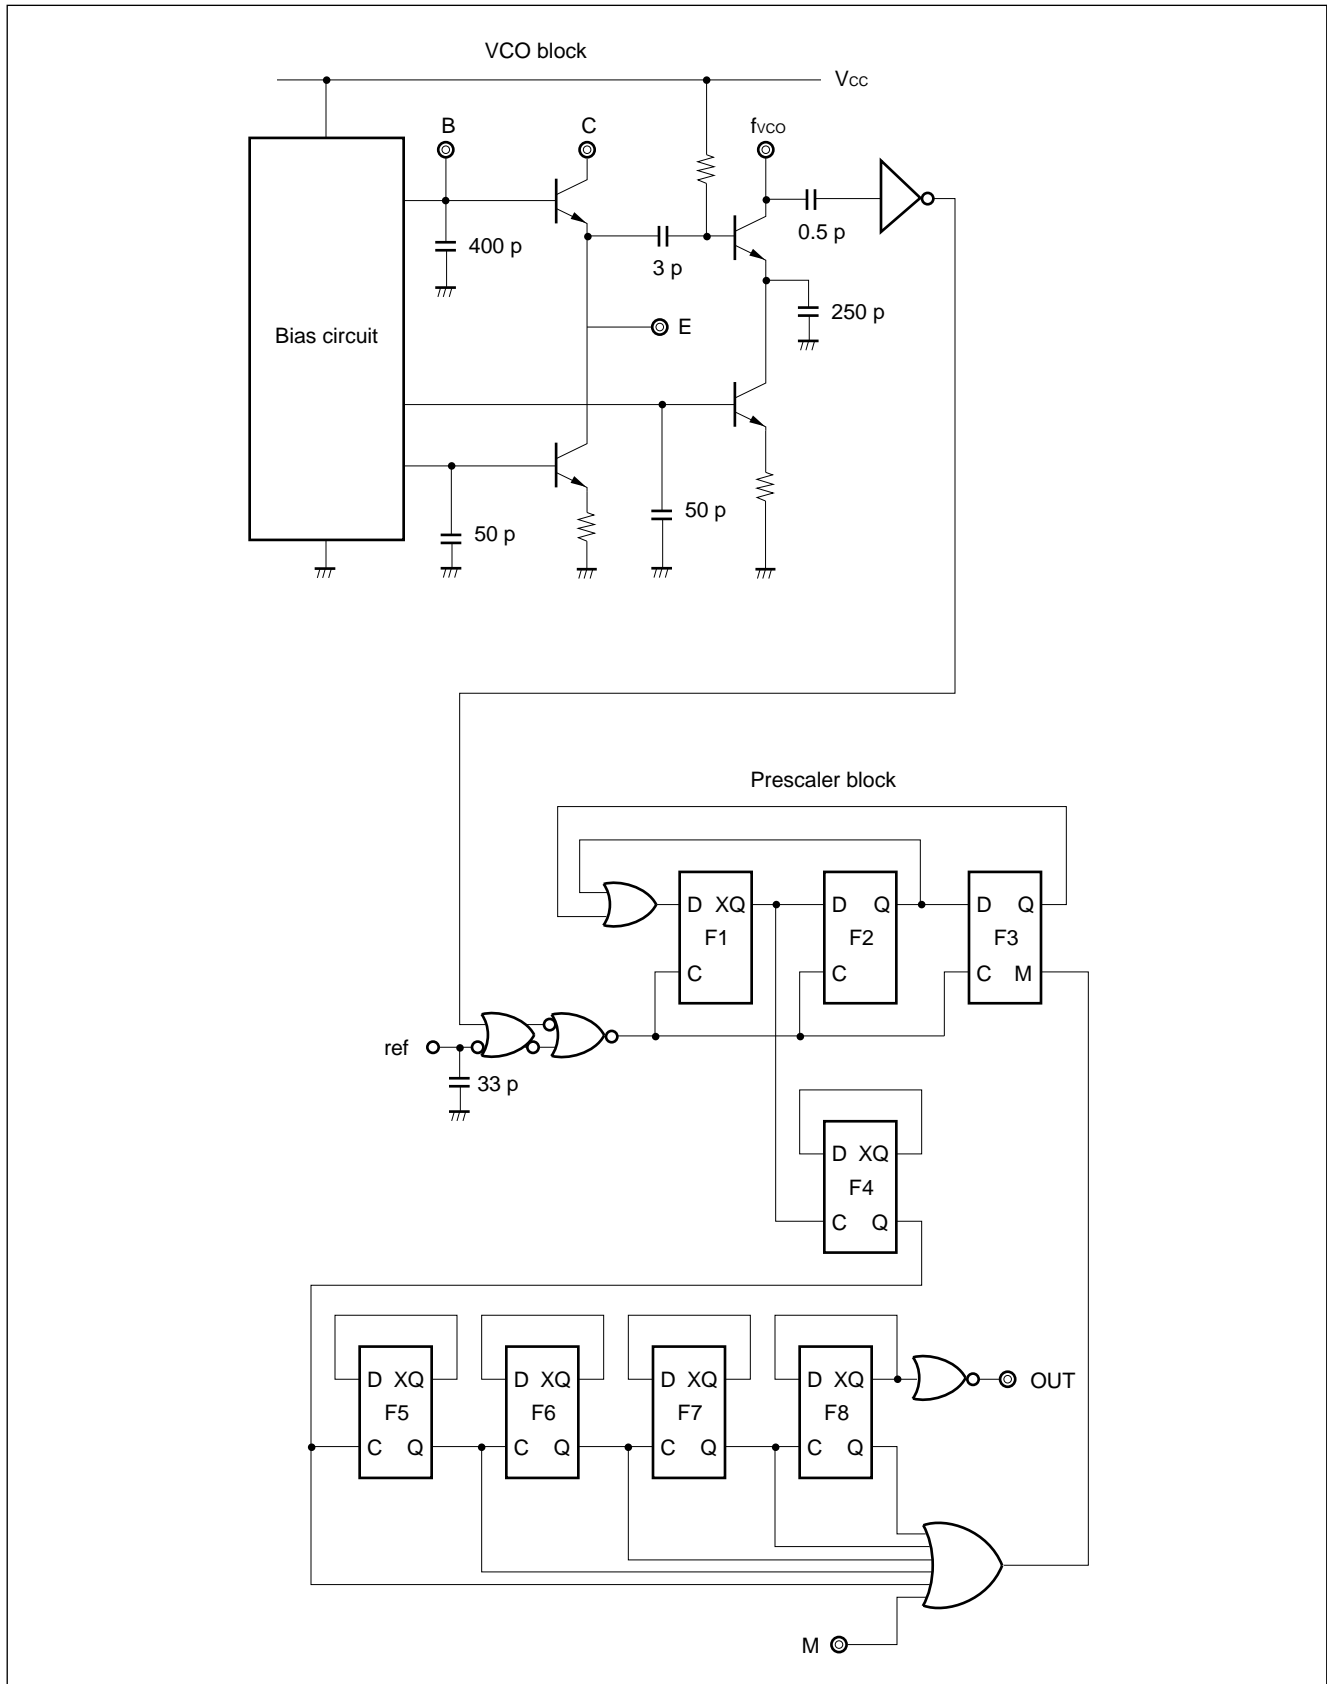 VCO block
VCC
B
C
fVCO
400 p
3 p
0.5 p
250 p
E
Bias circuit
50 p
50 p
Prescaler block
D XQ
F1
C
D Q
F2
C
D Q
F3
C M
ref
33 p
D XQ
F4
C Q
D XQ
F5
C Q
D XQ
F6
C Q
D XQ
F7
C Q
D XQ
F8
C Q
OUT
M